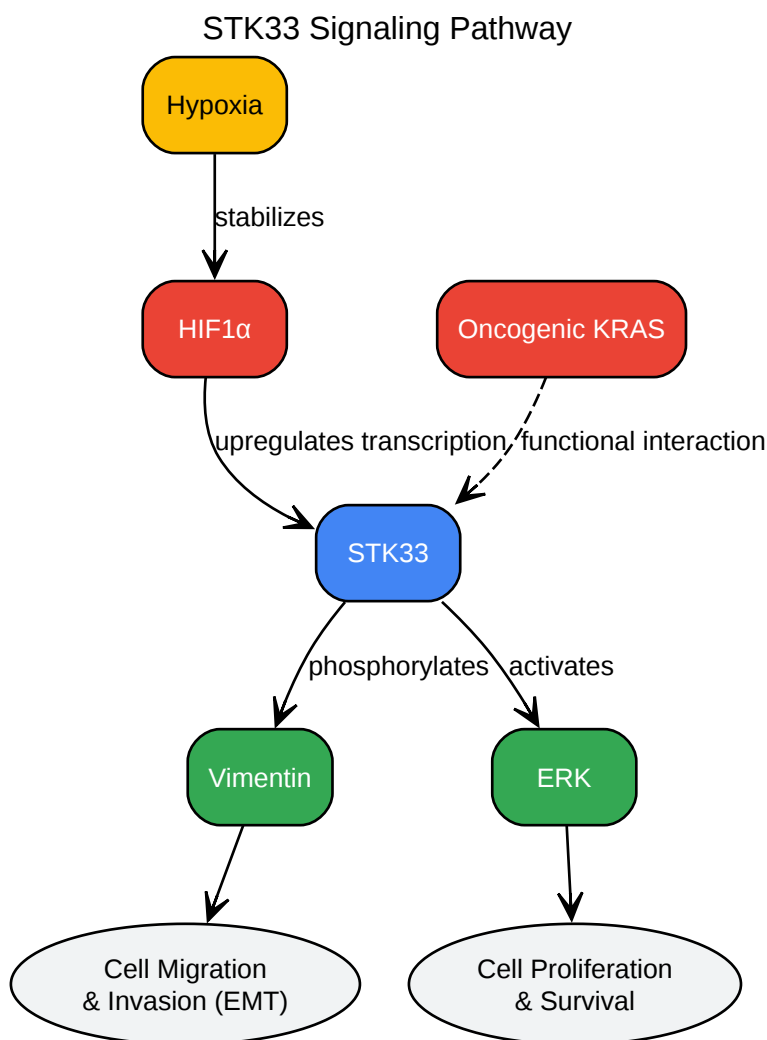 STK33 Signaling Pathway
Hypoxia
stabilizes
HIF1α
Oncogenic KRAS
upregulates transcription
functional interaction
STK33
phosphorylates
activates
Vimentin
ERK
Cell Migration
& Invasion (EMT)
Cell Proliferation
& Survival